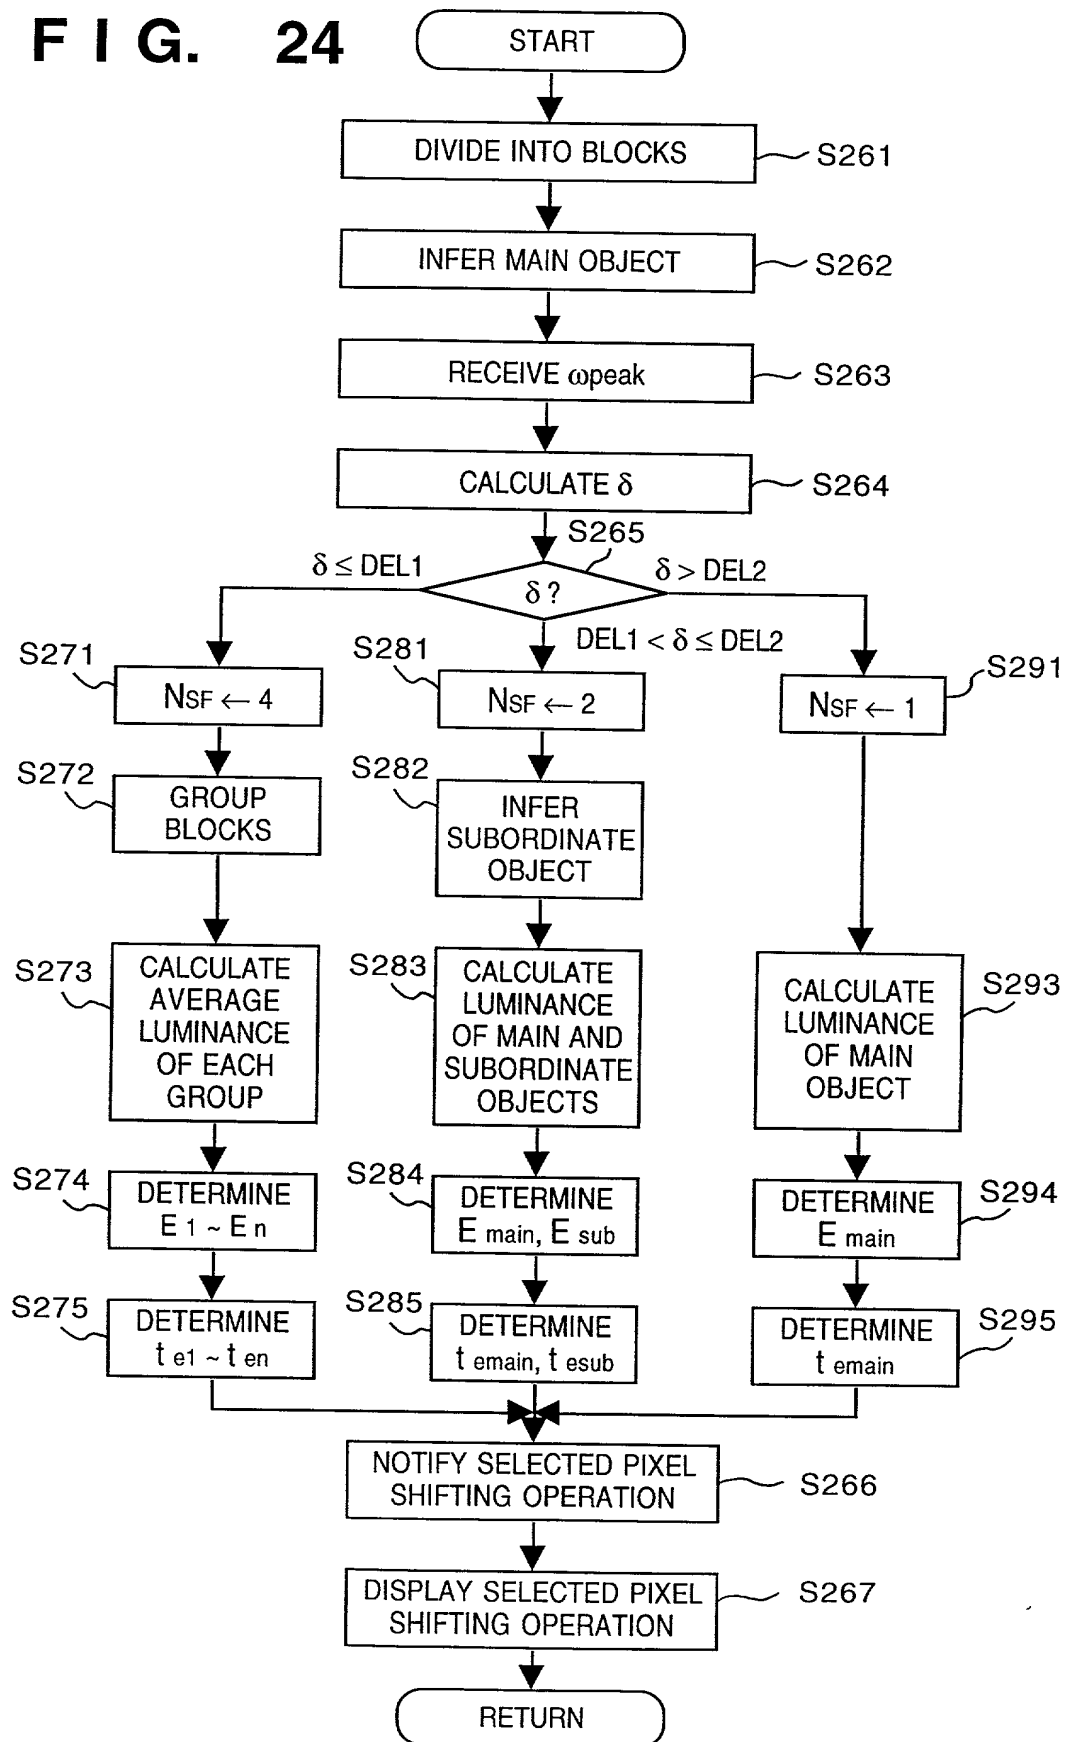 FIG. 24
START
DIVIDE INTO BLOCKS
S261
INFER MAIN OBJECT
S262
RECEIVE ωpeak
S263
CALCULATE δ
S264
S265
δ ≤ DEL1
δ ?
δ > DEL2
DEL1 < δ ≤ DEL2
S271
NSF ← 4
S281
NSF ← 2
S291
NSF ← 1
S272
GROUP
BLOCKS
S282
INFER
SUBORDINATE
OBJECT
S273
CALCULATE
AVERAGE
LUMINANCE
OF EACH
GROUP
S283
CALCULATE
LUMINANCE
OF MAIN AND
SUBORDINATE
OBJECTS
S293
CALCULATE
LUMINANCE
OF MAIN
OBJECT
S274
DETERMINE
E1 ~ En
S284
DETERMINE
Emain, Esub
S294
DETERMINE
Emain
S275
DETERMINE
te1 ~ ten
S285
DETERMINE
temain, tesub
S295
DETERMINE
temain
NOTIFY SELECTED PIXEL
SHIFTING OPERATION
S266
DISPLAY SELECTED PIXEL
SHIFTING OPERATION
S267
RETURN